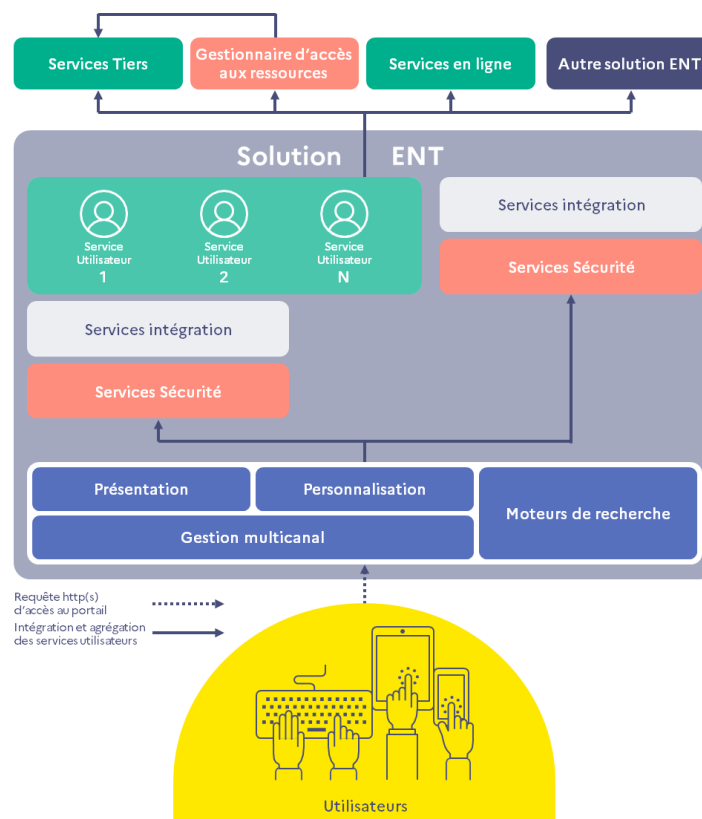 Services Tiers
Gestionnaire d'accès
aux ressources
Services en ligne
Autre solution ENT
Solution ENT
Service
Utilisateur
1
Service
Utilisateur
2
Service
Utilisateur
N
Services intégration
Services Sécurité
Services intégration
Services Sécurité
Présentation
Personnalisation
Moteurs de recherche
Gestion multicanal
Requête http(s)
d'accès au portail
Intégration et agrégation
des services utilisateurs
Utilisateurs